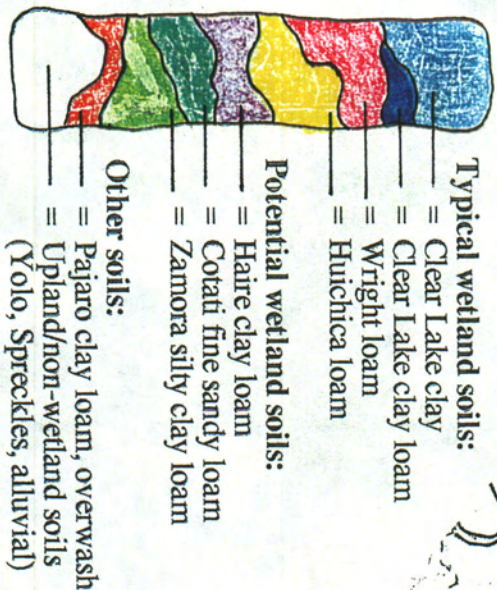 Typical wetland soils:
= Clear Lake clay
= Clear Lake clay loam
= Wright loam
= Huichica loam
Potential wetland soils:
= Haire clay loam
= Cotati fine sandy loam
= Zamora silty clay loam
Other soils:
= Pajaro clay loam, overwash
= Upland/non-wetland soils
(Yolo, Spreckles, alluvial)